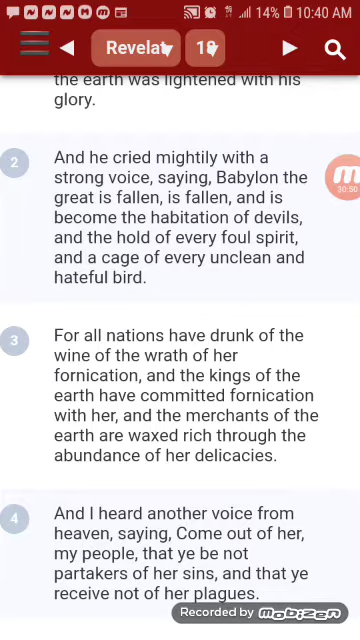 14% 10:40 AM
Revelat 18
the earth was lightened with his
glory.
2 And he cried mightily with a
strong voice, saying, Babylon the
great is fallen, is fallen, and is
become the habitation of devils,
and the hold of every foul spirit,
and a cage of every unclean and
hateful bird.
30:50
3 For all nations have drunk of the
wine of the wrath of her
fornication, and the kings of the
earth have committed fornication
with her, and the merchants of the
earth are waxed rich through the
abundance of her delicacies.
4 And I heard another voice from
heaven, saying, Come out of her,
my people, that ye be not
partakers of her sins, and that ye
receive not of her plagues.
Recorded by mobizen